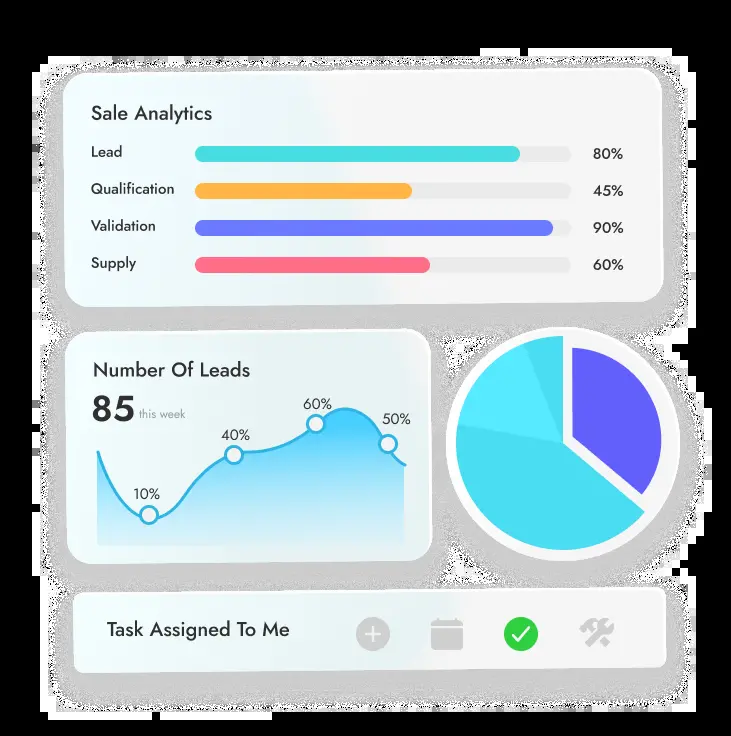 Sale Analytics
Lead 80%
Qualification 45%
Validation 90%
Supply 60%
Number Of Leads
85 this week
60%
50%
40%
10%
Task Assigned To Me